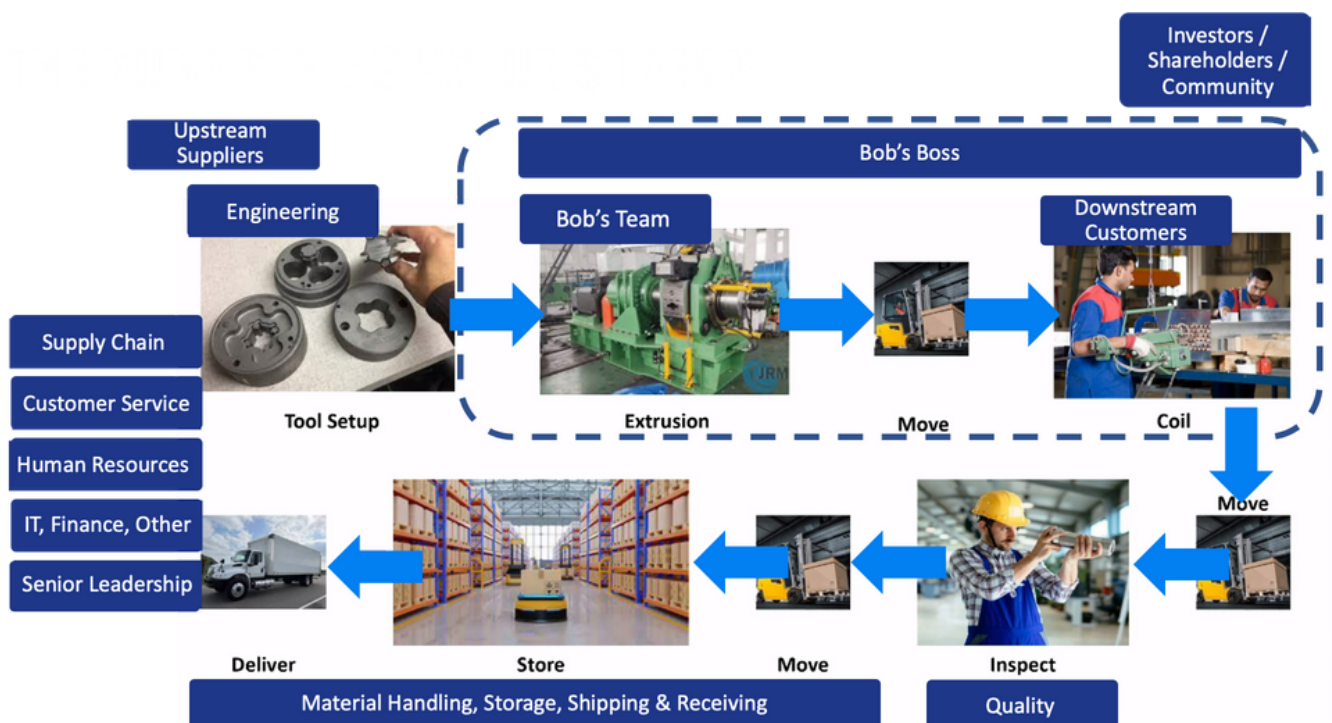 Investors /
Shareholders /
Community
Upstream
Suppliers
Bob's Boss
Engineering
Bob's Team
Downstream
Customers
JRM
Supply Chain
Customer Service
Human Resources
IT, Finance, Other
Senior Leadership
Tool Setup
Extrusion
Move
Coil
Move
Deliver
Store
Move
Inspect
Material Handling, Storage, Shipping & Receiving
Quality